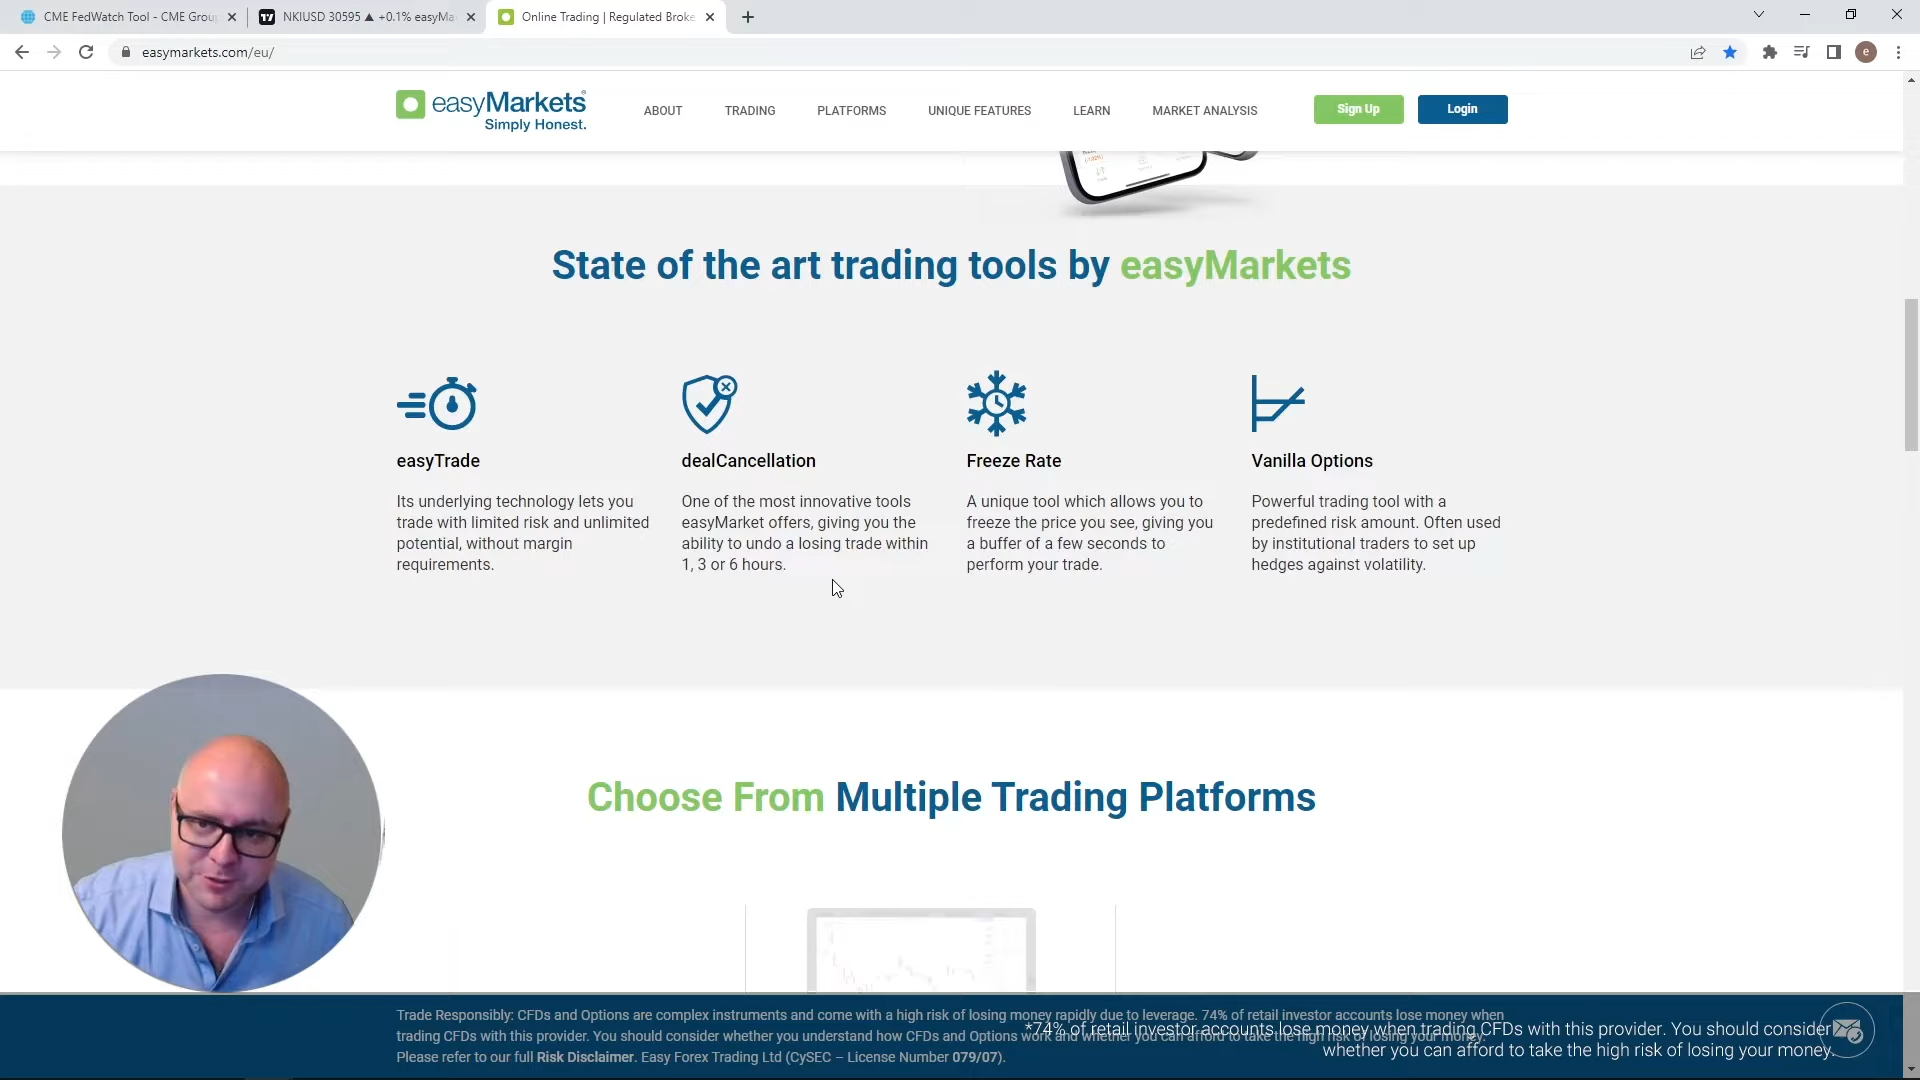 CME FedWatch Tool - CME Grou
NKIUSD 30595 ▲ +0.1% easyMa
Online Trading | Regulated Broke
easymarkets.com/eu/
e
easyMarkets
Simply Honest.
ABOUT
TRADING
PLATFORMS
UNIQUE FEATURES
LEARN
MARKET ANALYSIS
Sign Up
Login
State of the art trading tools by easyMarkets
easyTrade
Its underlying technology lets you
trade with limited risk and unlimited
potential, without margin
requirements.
dealCancellation
One of the most innovative tools
easyMarket offers, giving you the
ability to undo a losing trade within
1, 3 or 6 hours.
Freeze Rate
A unique tool which allows you to
freeze the price you see, giving you
a buffer of a few seconds to
perform your trade.
Vanilla Options
Powerful trading tool with a
predefined risk amount. Often used
by institutional traders to set up
hedges against volatility.
Choose From Multiple Trading Platforms
Trade Responsibly: CFDs and Options are complex instruments and come with a high risk of losing money rapidly due to leverage. 74% of retail investor accounts lose money when
trading CFDs with this provider. You should consider whether you understand how CFDs and Options work and whether you can afford to take the high risk of losing your money.
Please refer to our full Risk Disclaimer. Easy Forex Trading Ltd (CySEC – License Number 079/07).
*74% of retail investor accounts lose money when trading CFDs with this provider. You should consider
whether you can afford to take the high risk of losing your money.